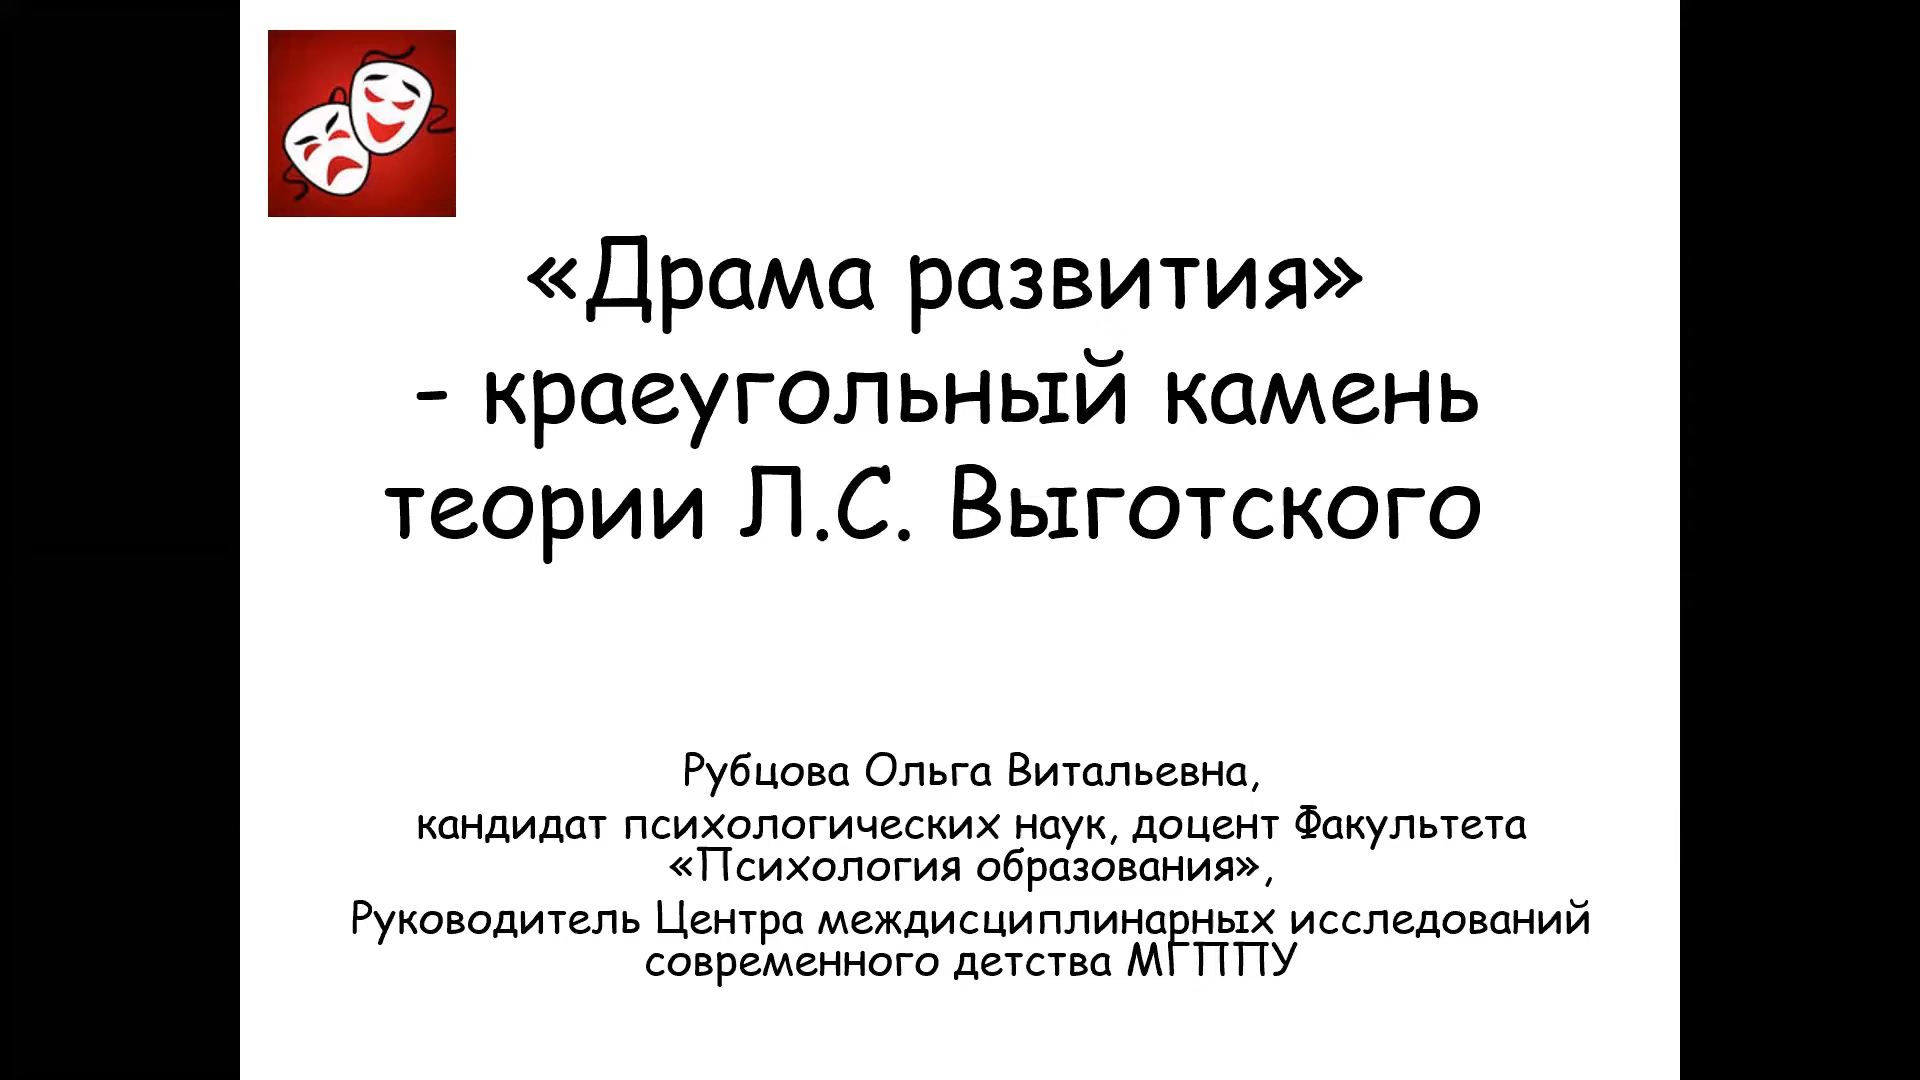 «Драма развития»
- краеугольный камень
теории Л.С. Выготского
Рубцова Ольга Витальевна,
кандидат психологических наук, доцент Факультета
«Психология образования»,
Руководитель Центра междисциплинарных исследований
современного детства МГППУ